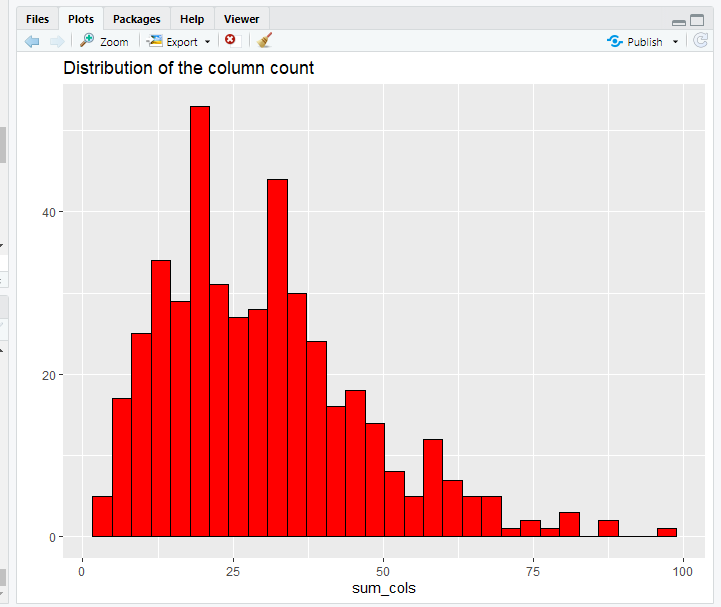 Files Plots Packages Help Viewer
Zoom Export Publish
Distribution of the column count
40
20
0
0 25 50 75 100
sum_cols